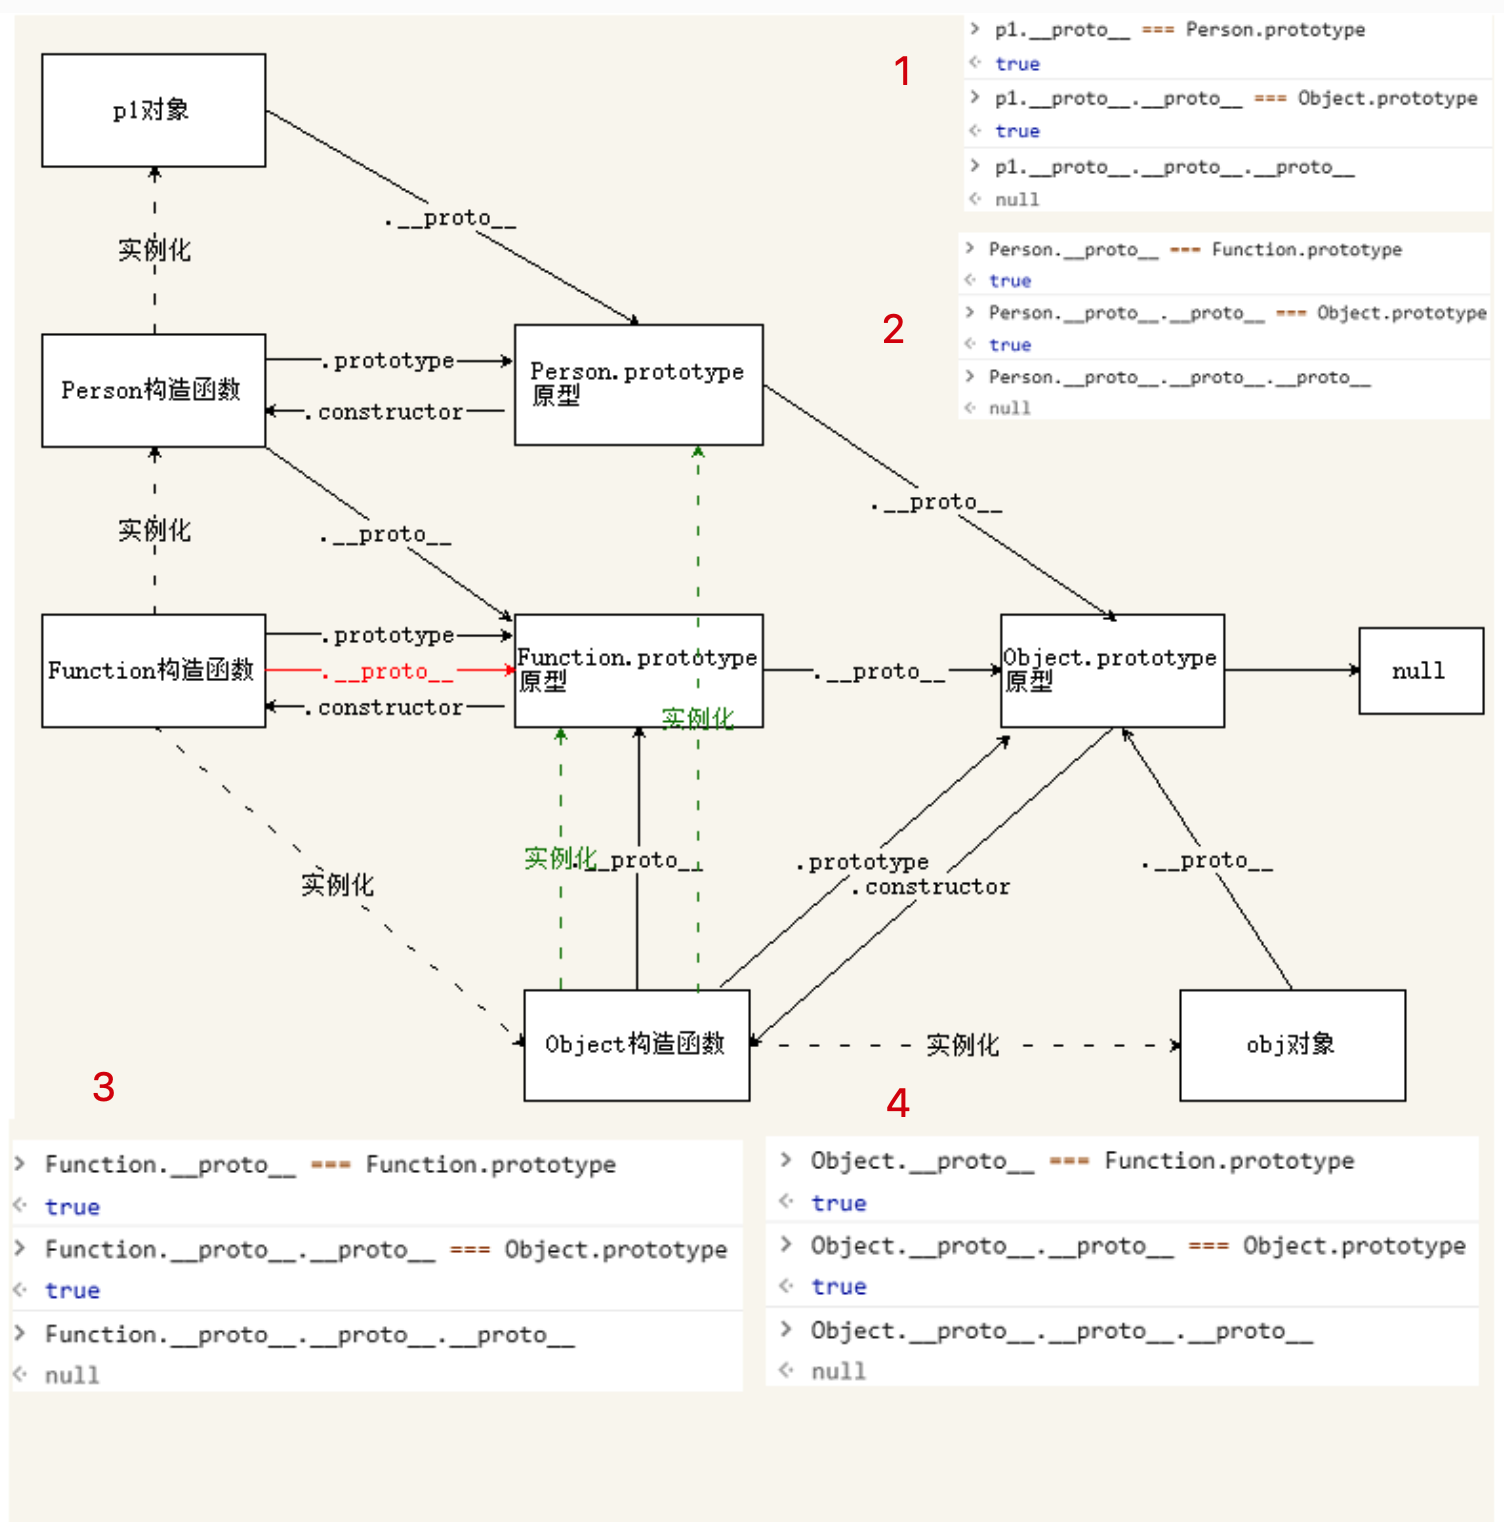 1
> p1.__proto__ === Person.prototype
<· true
> p1.__proto__.__proto__ === Object.prototype
<· true
> p1.__proto__.__proto__.__proto__
<· null
2
> Person.__proto__ === Function.prototype
<· true
> Person.__proto__.__proto__ === Object.prototype
<· true
> Person.__proto__.__proto__.__proto__
<· null
p1对象
.__proto__
实例化
Person构造函数
.prototype
.constructor
Person.prototype
原型
实例化
.__proto__
.__proto__
Function构造函数
.prototype
.__proto__
.constructor
Function.prototype
原型
实例化
.__proto__
Object.prototype
原型
null
实例化
实例化
.__proto__
.prototype
.constructor
.__proto__
Object构造函数
实例化
obj对象
3
> Function.__proto__ === Function.prototype
<· true
> Function.__proto__.__proto__ === Object.prototype
<· true
> Function.__proto__.__proto__.__proto__
<· null
4
> Object.__proto__ === Function.prototype
<· true
> Object.__proto__.__proto__ === Object.prototype
<· true
> Object.__proto__.__proto__.__proto__
<· null